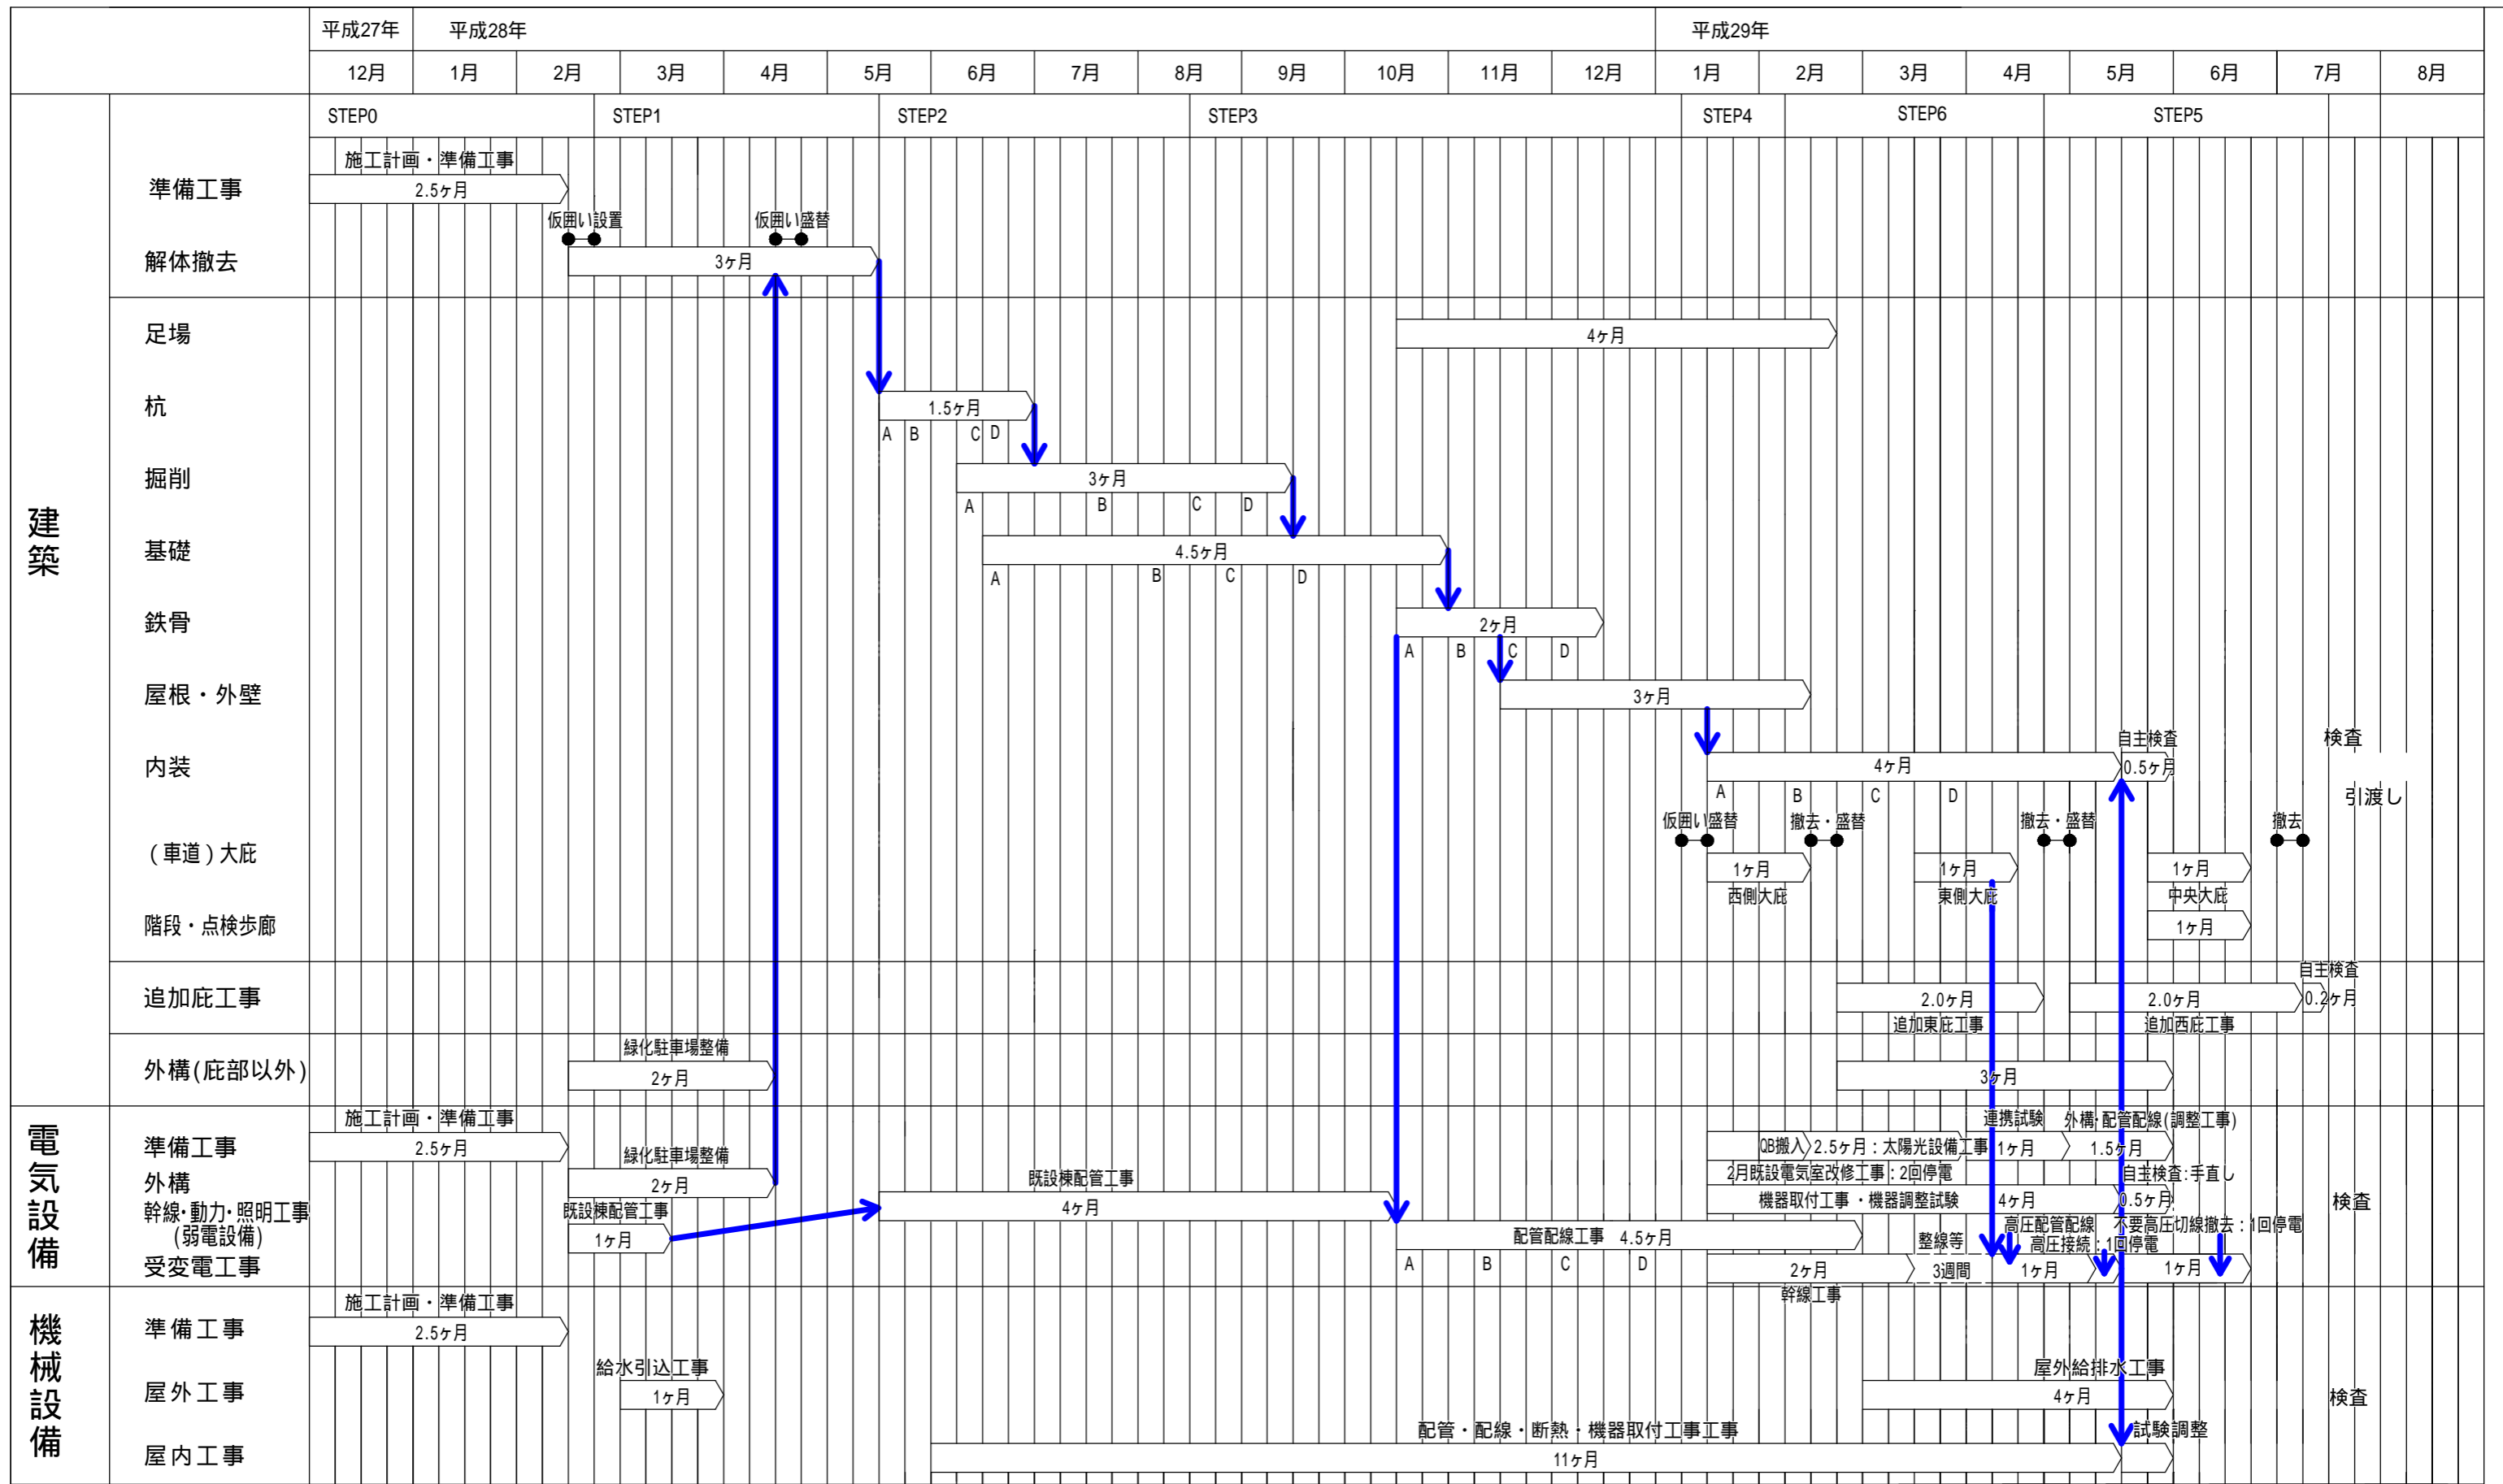 平成27年 平成28年 平成29年
12月 1月 2月 3月 4月 5月 6月 7月 8月 9月 10月 11月 12月 1月 2月 3月 4月 5月 6月 7月 8月
STEP0 STEP1 STEP2 STEP3 STEP4 STEP6 STEP5
建築
施工計画・準備工事
準備工事 2.5ヶ月
仮囲い設置 仮囲い盛替
解体撤去 3ヶ月
足場 4ヶ月
杭 1.5ヶ月
A B C D
掘削 3ヶ月
A B C D
基礎 4.5ヶ月
A B C D
鉄骨 2ヶ月
A B C D
屋根・外壁 3ヶ月
自主検査 検査
内装 4ヶ月 0.5ヶ月
A B C D 引渡し
仮囲い盛替 撤去・盛替 撤去・盛替 撤去
(車道)大庇 1ヶ月 1ヶ月 1ヶ月
西側大庇 東側大庇 中央大庇
階段・点検歩廊 1ヶ月
自主検査
追加庇工事 2.0ヶ月 2.0ヶ月 0.2ヶ月
追加東庇工事 追加西庇工事
緑化駐車場整備
外構(庇部以外) 2ヶ月 3ヶ月
電気設備
施工計画・準備工事 連携試験 外構・配管配線(調整工事)
準備工事 2.5ヶ月 QB搬入 2.5ヶ月：太陽光設備工事 1ヶ月 1.5ヶ月
緑化駐車場整備 既設棟配管工事 2月既設電気室改修工事：2回停電 自主検査:手直し
外構 2ヶ月
4ヶ月 機器取付工事・機器調整試験 4ヶ月 0.5ヶ月 検査
幹線・動力・照明工事 既設棟配管工事
(弱電設備) 1ヶ月 配管配線工事 4.5ヶ月
整線等 高圧配管配線 不要高圧切線撤去：1回停電
高圧接続：1回停電
A B C D
受変電工事 2ヶ月 3週間 1ヶ月 1ヶ月
幹線工事
機械設備
施工計画・準備工事
準備工事 2.5ヶ月
給水引込工事 屋外給排水工事
屋外工事 1ヶ月 4ヶ月 検査
配管・配線・断熱・機器取付工事工事 試験調整
屋内工事 11ヶ月